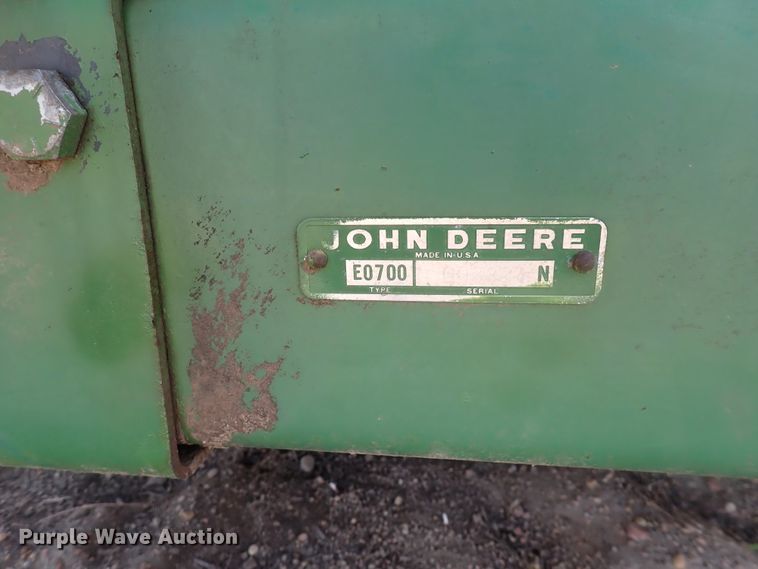 JOHN DEERE
MADE IN U.S.A
E0700 N
TYPE SERIAL
Purple Wave Auction